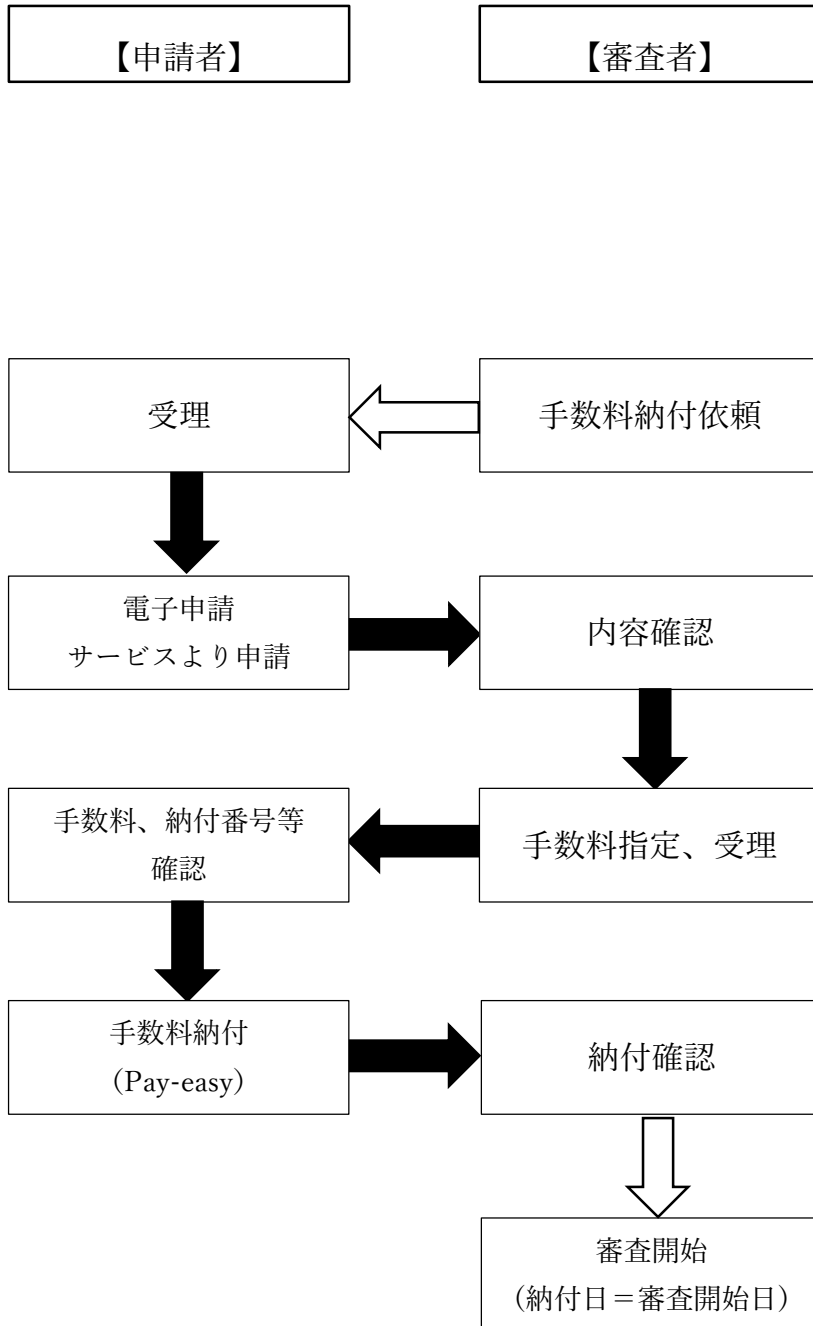 【申請者】
【審査者】
受理
手数料納付依頼
電子申請
サービスより申請
内容確認
手数料、納付番号等
確認
手数料指定、受理
手数料納付
（Pay-easy）
納付確認
審査開始
（納付日＝審査開始日）